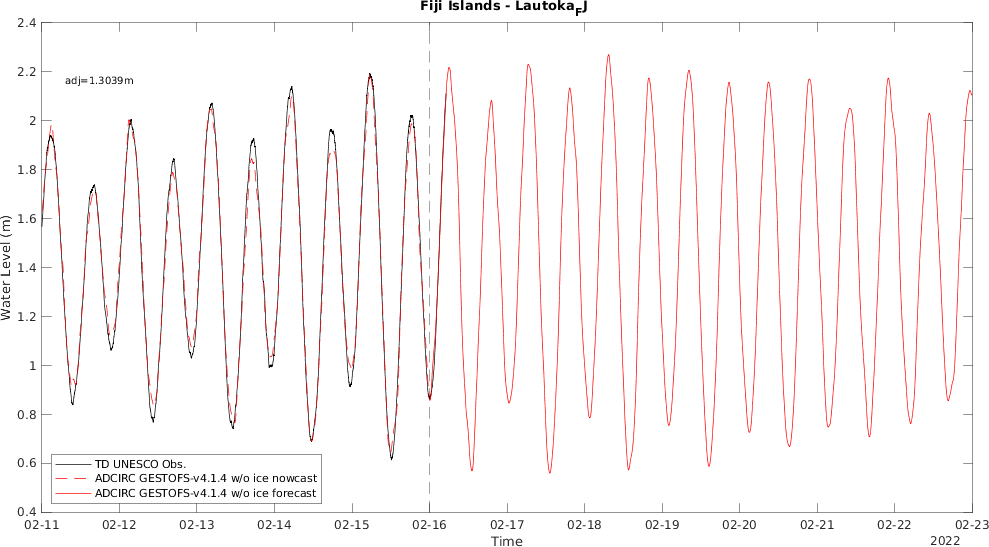 Fiji Islands - Lautoka_FJ
adj=1.3039m
Water Level (m)
2.4
2.2
2
1.8
1.6
1.4
1.2
1
0.8
0.6
0.4
TD UNESCO Obs.
ADCIRC GESTOFS-v4.1.4 w/o ice nowcast
ADCIRC GESTOFS-v4.1.4 w/o ice forecast
02-11 02-12 02-13 02-14 02-15 02-16 02-17 02-18 02-19 02-20 02-21 02-22 02-23
Time
2022